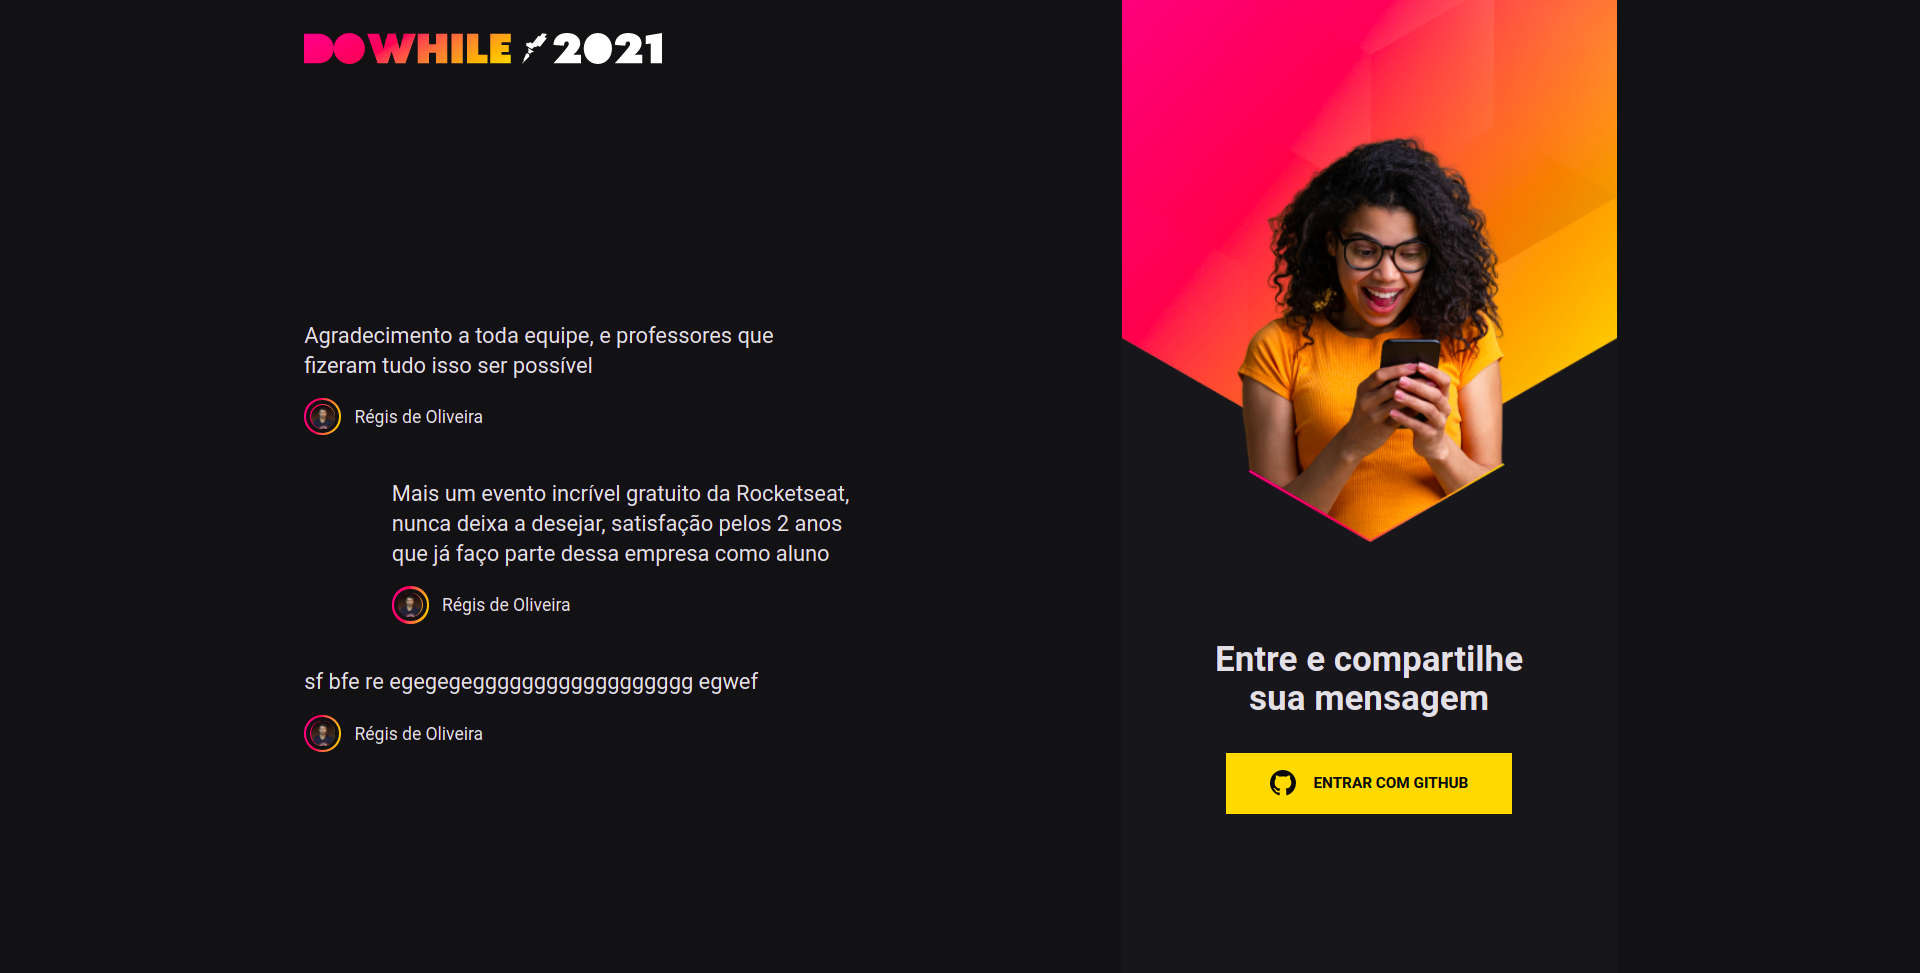 DOWHILE 2021
Agradecimento a toda equipe, e professores que
fizeram tudo isso ser possível
Régis de Oliveira
Mais um evento incrível gratuito da Rocketseat,
nunca deixa a desejar, satisfação pelos 2 anos
que já faço parte dessa empresa como aluno
Régis de Oliveira
sf bfe re egegegegggggggggggggggggg egwef
Régis de Oliveira
Entre e compartilhe
sua mensagem
ENTRAR COM GITHUB